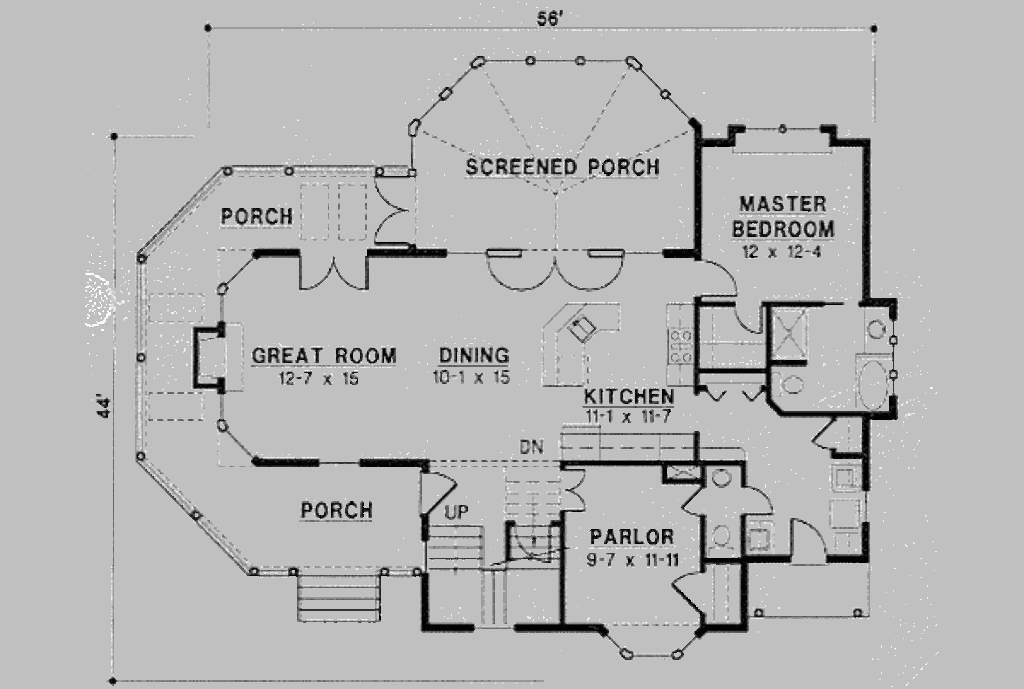 56'
SCREENED PORCH
MASTER
BEDROOM
12 x 12-4
PORCH
GREAT ROOM
12-7 x 15
DINING
10-1 x 15
KITCHEN
11-1 x 11-7
44'
DN
UP
PORCH
PARLOR
9-7 x 11-11